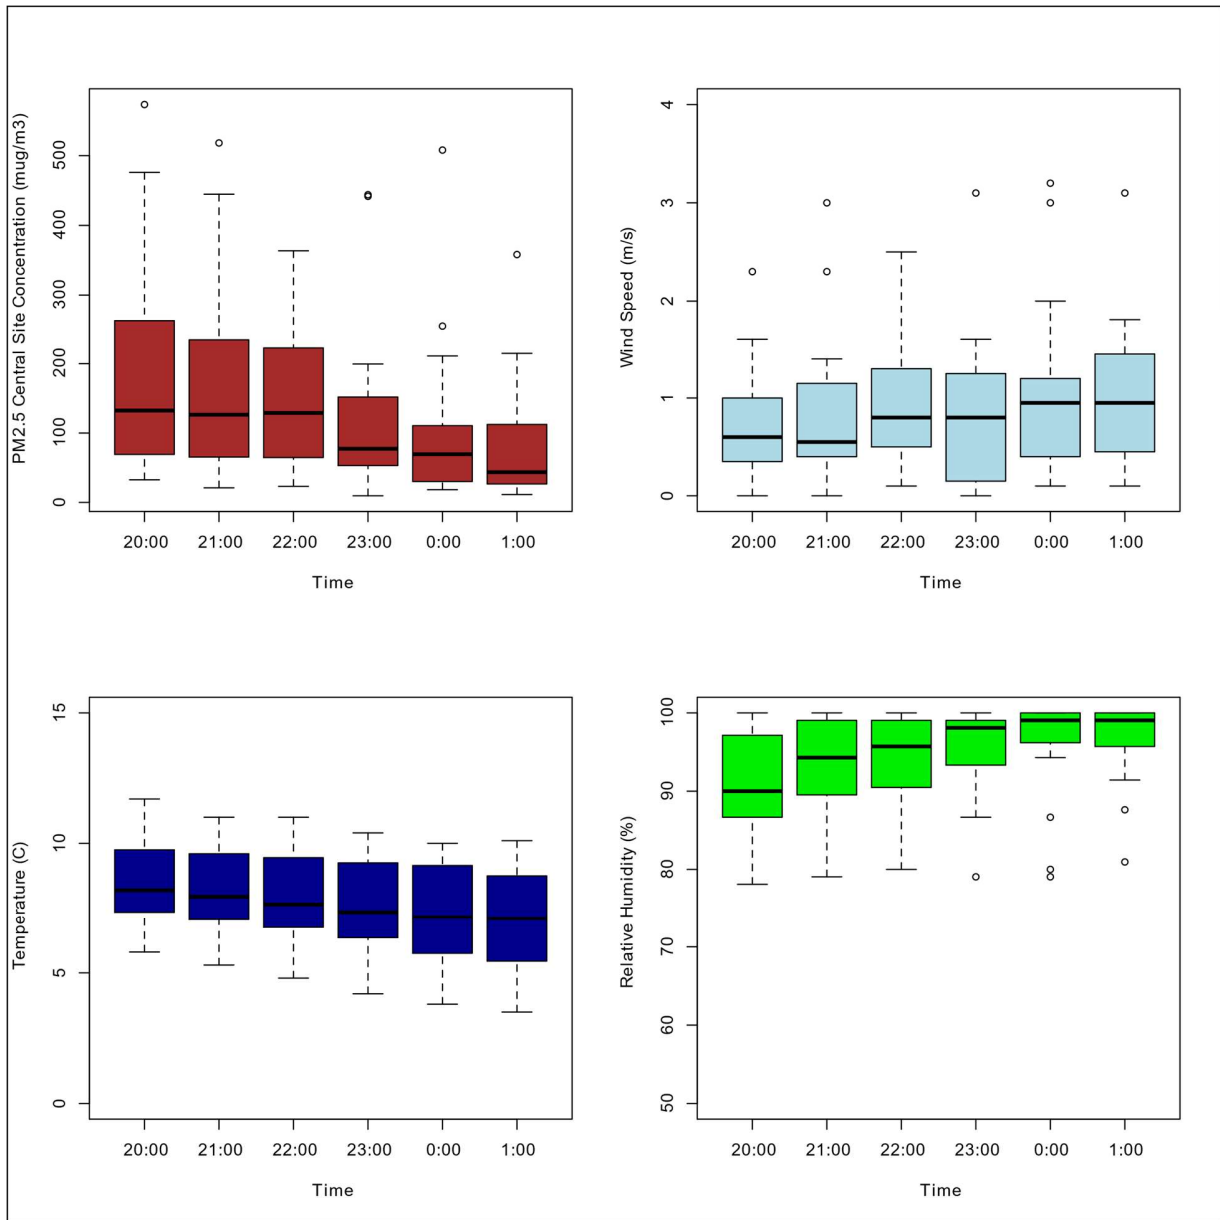 PM2.5 Central Site Concentration (mug/m3)
500
400
300
200
100
0
20:00 21:00 22:00 23:00 0:00 1:00
Time
Wind Speed (m/s)
4
3
2
1
0
20:00 21:00 22:00 23:00 0:00 1:00
Time
Temperature (C)
15
10
5
0
20:00 21:00 22:00 23:00 0:00 1:00
Time
Relative Humidity (%)
100
90
80
70
60
50
20:00 21:00 22:00 23:00 0:00 1:00
Time